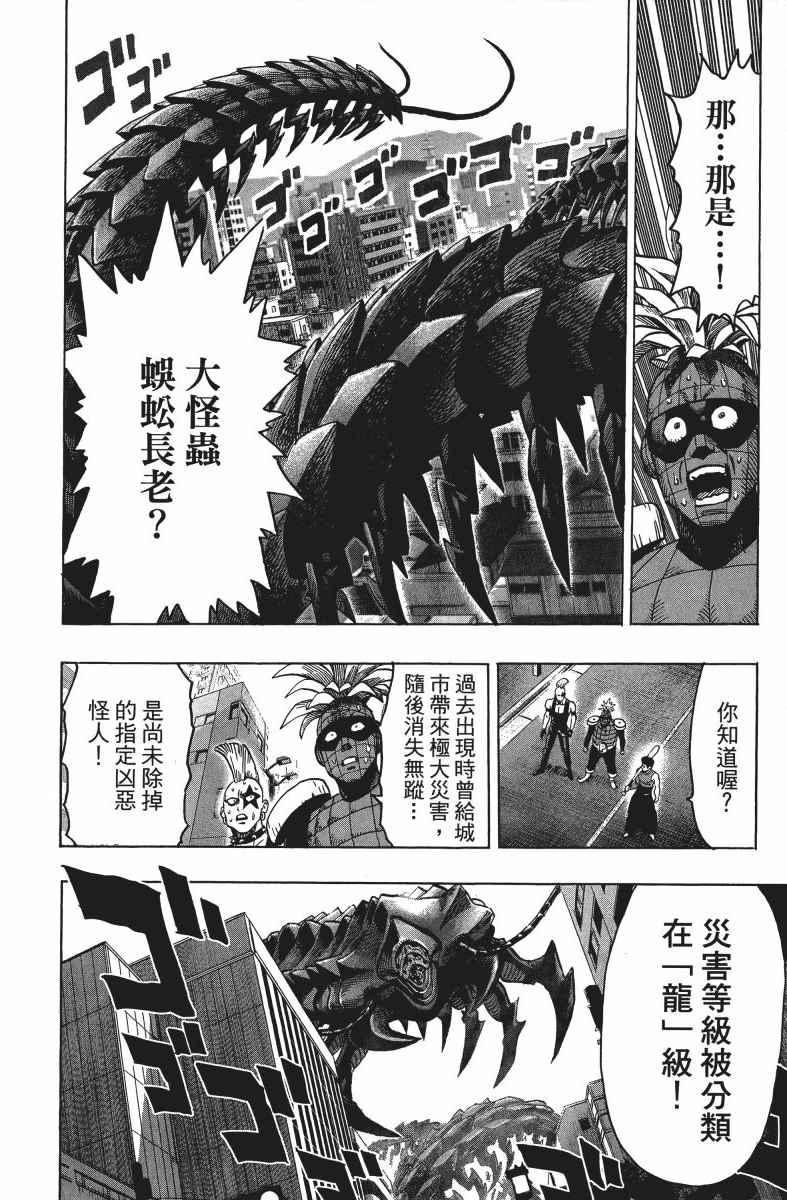 那…那是…！
ゴゴゴ
ゴゴゴゴ
大怪蟲
蜈蚣長老？
你知道喔？
過去出現時曾給城
市帶來極大災害，
隨後消失無蹤…
是尚未除掉
的指定凶惡
怪人！
災害等級被分類
在「龍」級！
ゴゴゴ